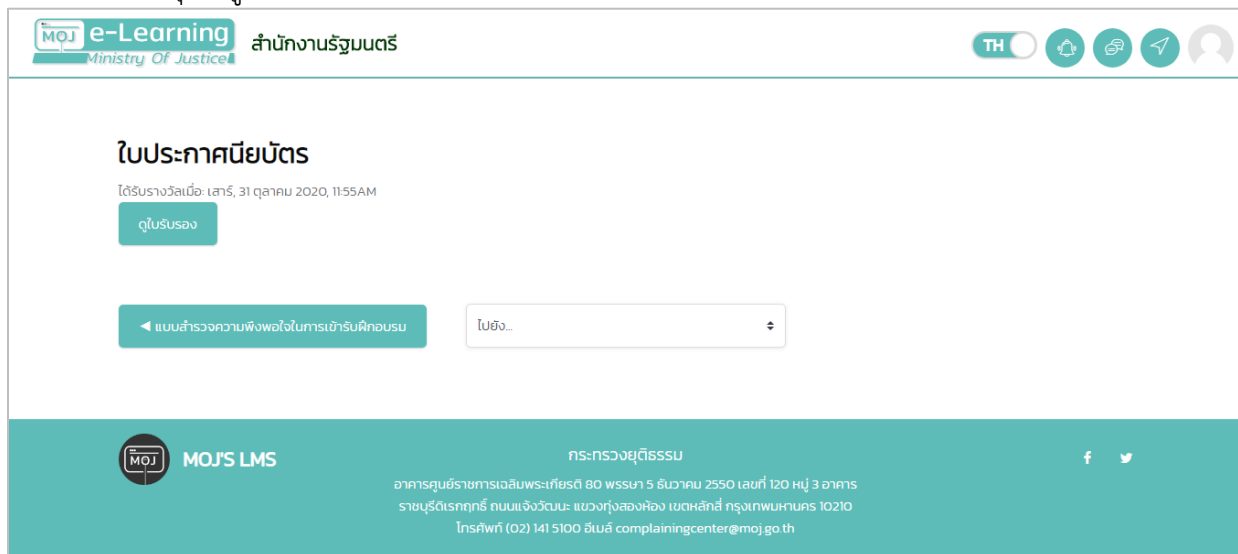 MOJ e-Learning
Ministry Of Justice
สำนักงานรัฐมนตรี
TH
ใบประกาศนียบัตร
ได้รับรางวัลเมื่อ: เสาร์, 31 ตุลาคม 2020, 11:55AM
ดูใบรับรอง
◀ แบบสำรวจความพึงพอใจในการเข้ารับฝึกอบรม
ไปยัง...
MOJ
MOJ'S LMS
กระทรวงยุติธรรม
อาคารศูนย์ราชการเฉลิมพระเกียรติ 80 พรรษา 5 ธันวาคม 2550 เลขที่ 120 หมู่ 3 อาคาร
ราชบุรีดิเรกฤทธิ์ ถนนแจ้งวัฒนะ แขวงทุ่งสองห้อง เขตหลักสี่ กรุงเทพมหานคร 10210
โทรศัพท์ (02) 141 5100 อีเมล์ complainingcenter@moj.go.th